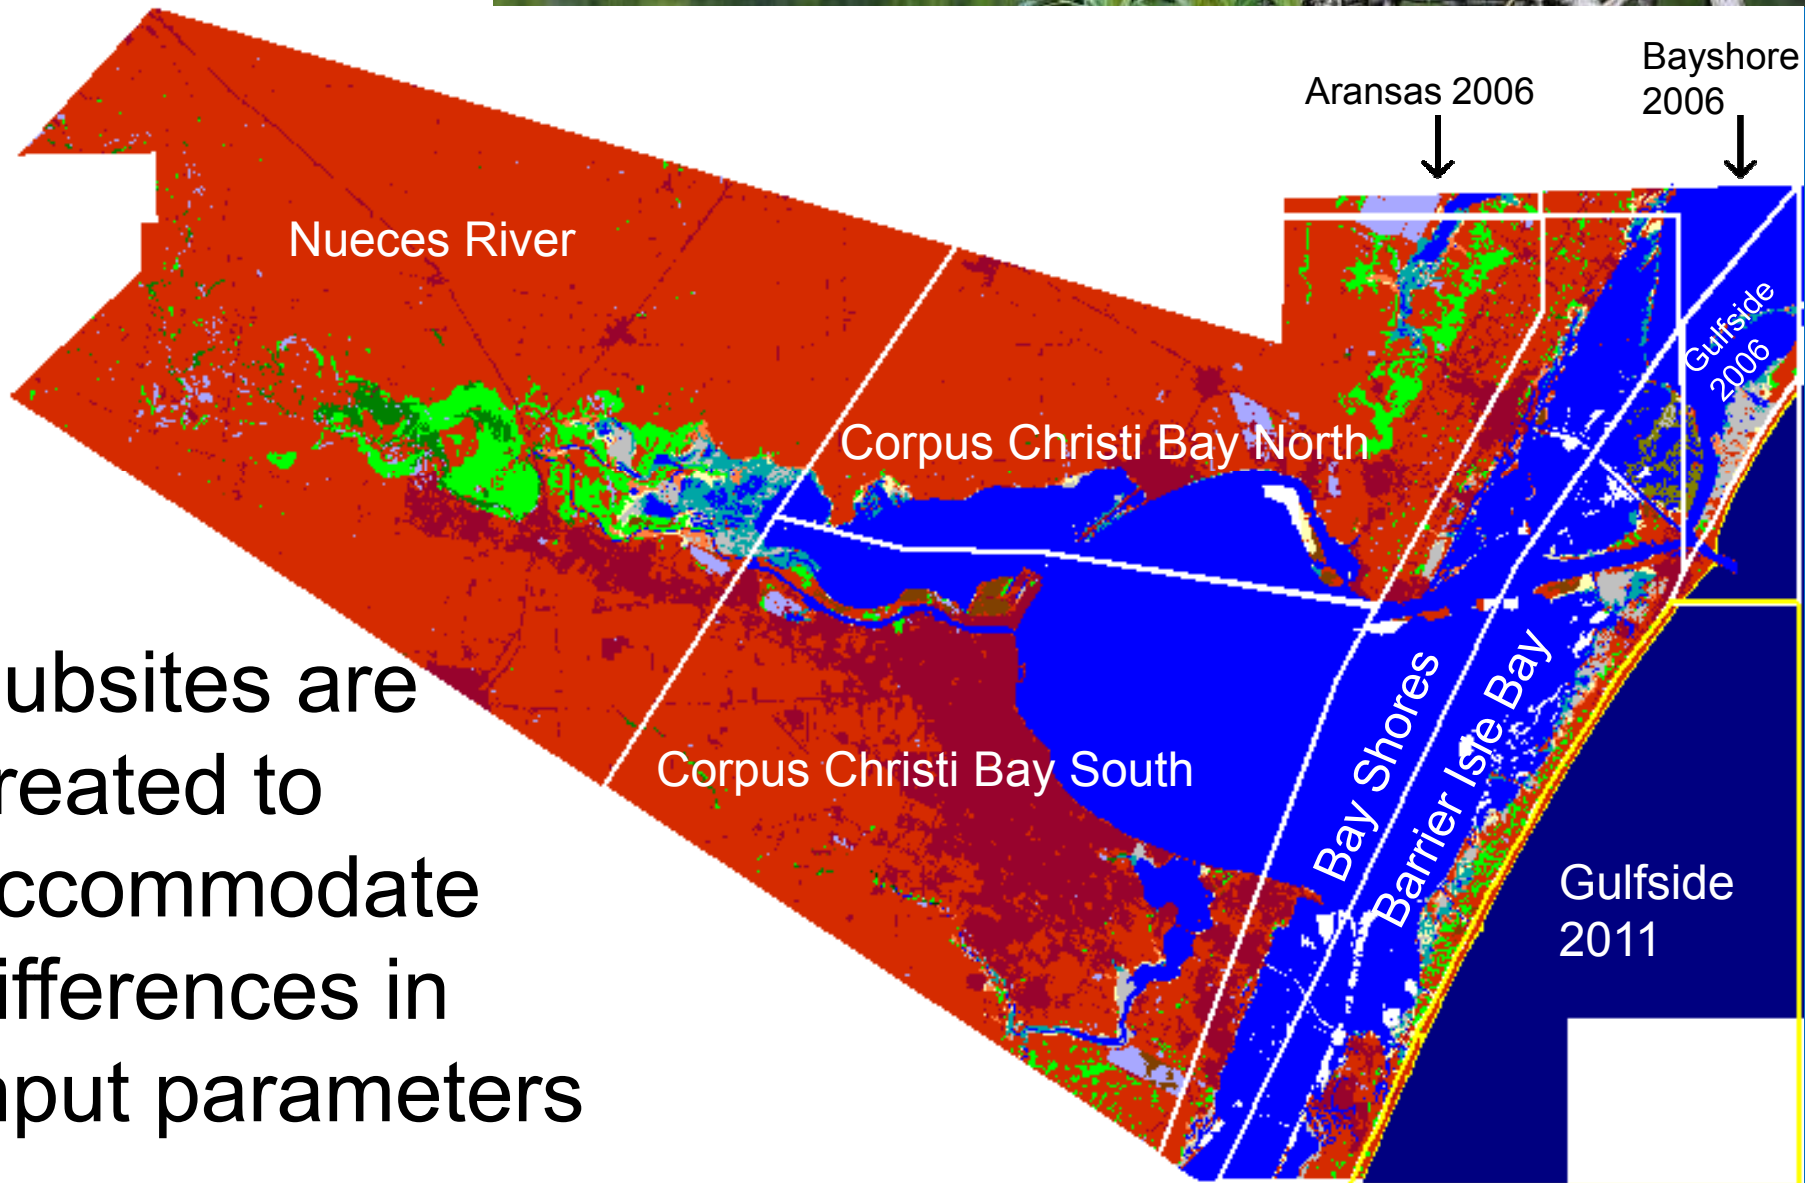 Bayshore
2006
Aransas 2006
Nueces River
Gulfside
2006
Corpus Christi Bay North
ubsites are
reated to
ccommodate
ifferences in
nput parameters
Corpus Christi Bay South
Bay Shores
Barrier Isle Bay
Gulfside
2011